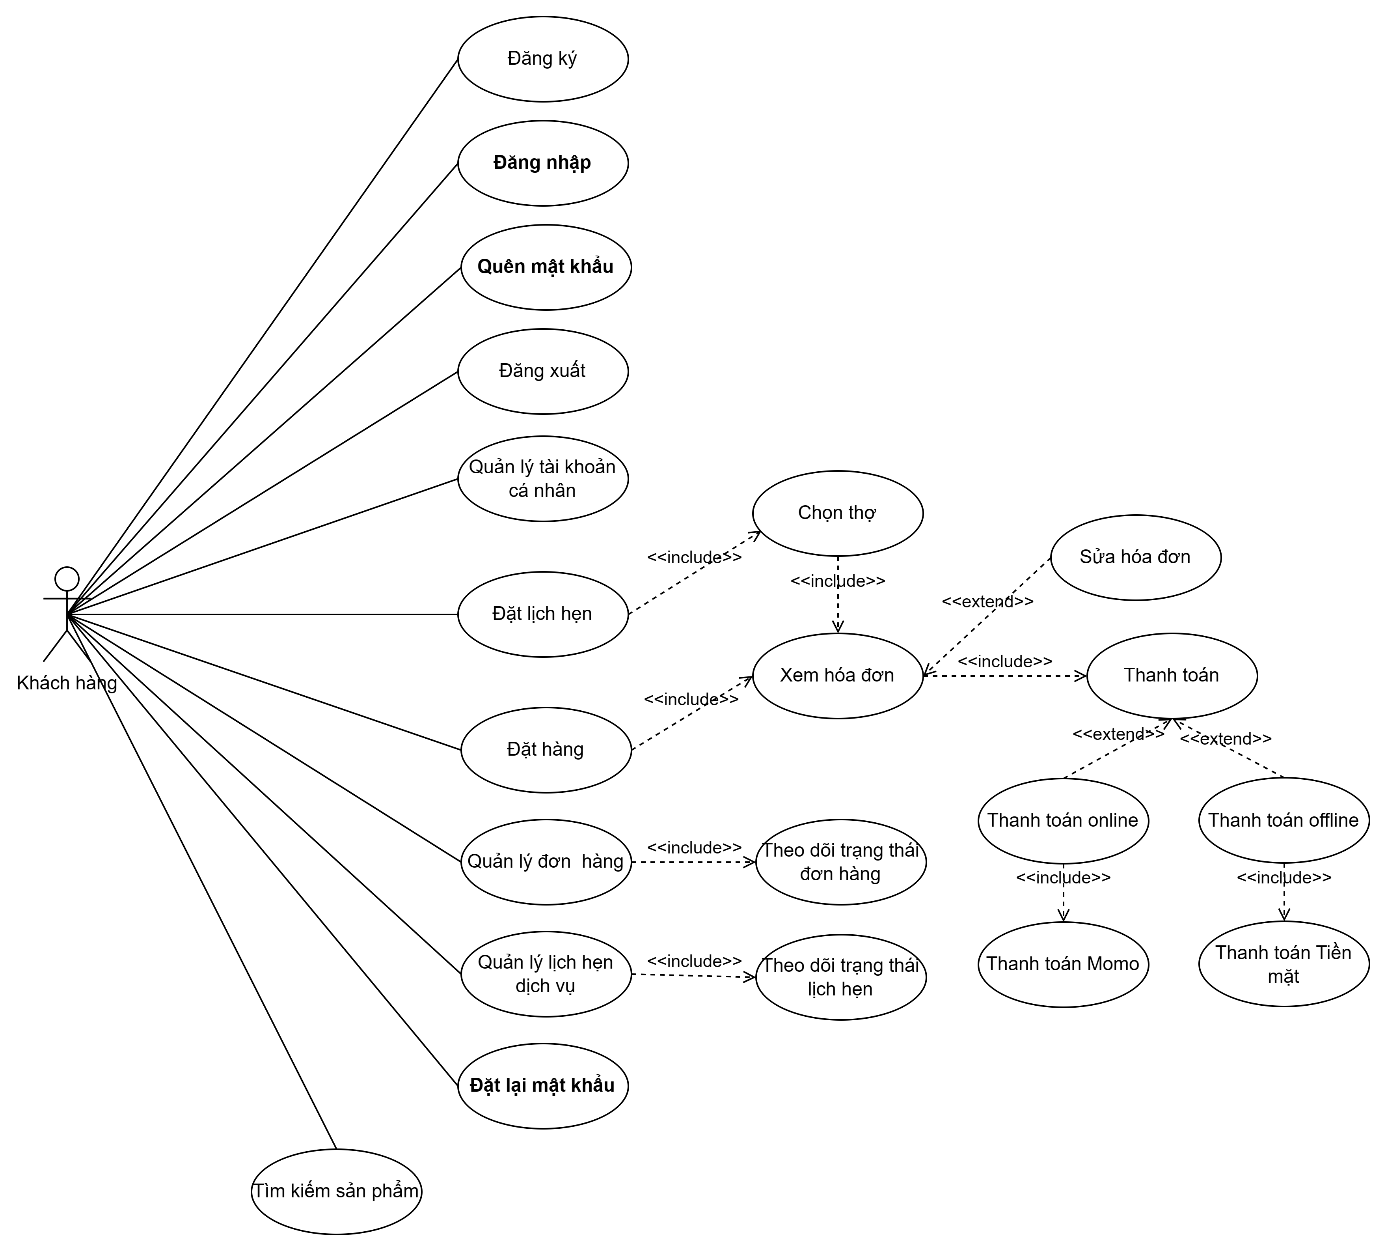 Đăng ký
Đăng nhập
Quên mật khẩu
Đăng xuất
Quản lý tài khoản
cá nhân
Chọn thợ
Sửa hóa đơn
<<include>>
<<include>>
<<extend>>
Đặt lịch hẹn
Khách hàng
Xem hóa đơn
<<include>>
Thanh toán
<<include>>
Đặt hàng
<<extend>>
<<extend>>
Thanh toán online
Thanh toán offline
Quản lý đơn  hàng
<<include>>
Theo dõi trạng thái
đơn hàng
<<include>>
<<include>>
Quản lý lịch hẹn
dịch vụ
<<include>>
Theo dõi trạng thái
lịch hẹn
Thanh toán Momo
Thanh toán Tiền
mặt
Đặt lại mật khẩu
Tìm kiếm sản phẩm